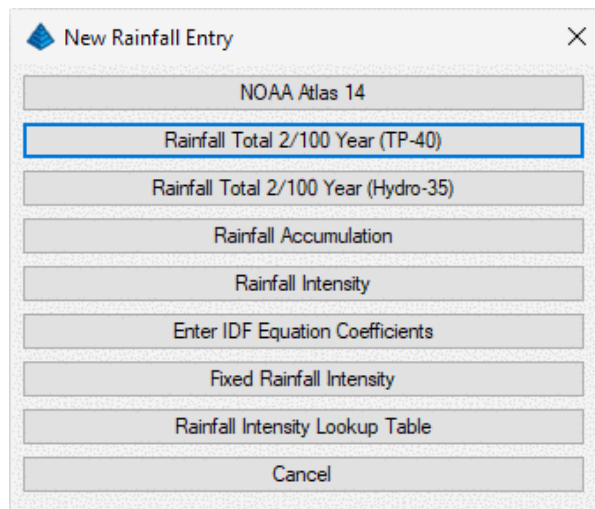 New Rainfall Entry
NOAA Atlas 14
Rainfall Total 2/100 Year (TP-40)
Rainfall Total 2/100 Year (Hydro-35)
Rainfall Accumulation
Rainfall Intensity
Enter IDF Equation Coefficients
Fixed Rainfall Intensity
Rainfall Intensity Lookup Table
Cancel